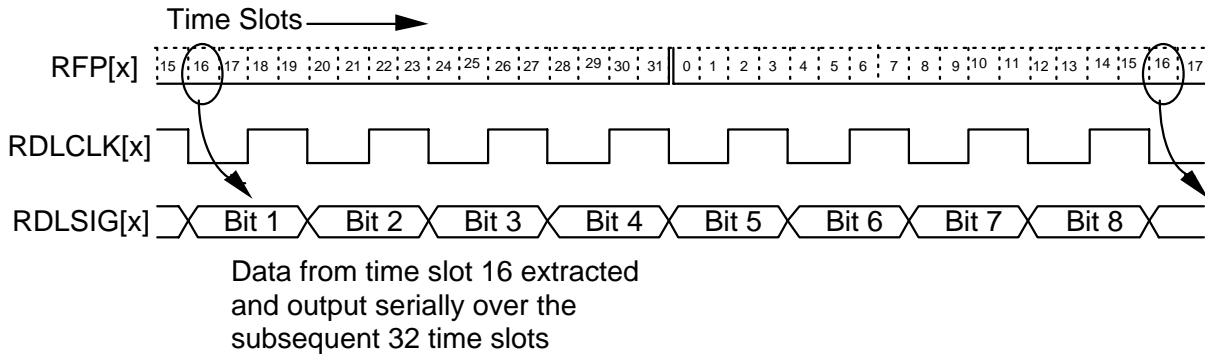 Time Slots
RFP[x] 15 16 17 18 19 20 21 22 23 24 25 26 27 28 29 30 31 0 1 2 3 4 5 6 7 8 9 10 11 12 13 14 15 16 17
RDLCLK[x]
RDLSIG[x] Bit 1 Bit 2 Bit 3 Bit 4 Bit 5 Bit 6 Bit 7 Bit 8
Data from time slot 16 extracted
and output serially over the
subsequent 32 time slots